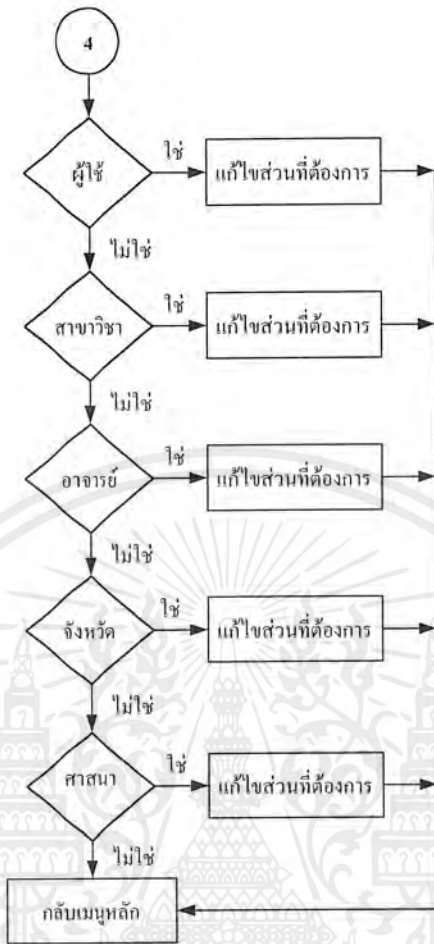 4
ผู้ใช้
ใช่
แก้ไขส่วนที่ต้องการ
ไม่ใช่
สาขาวิชา
ใช่
แก้ไขส่วนที่ต้องการ
ไม่ใช่
อาจารย์
ใช่
แก้ไขส่วนที่ต้องการ
ไม่ใช่
จังหวัด
ใช่
แก้ไขส่วนที่ต้องการ
ไม่ใช่
ศาสนา
ใช่
แก้ไขส่วนที่ต้องการ
ไม่ใช่
กลับเมนูหลัก